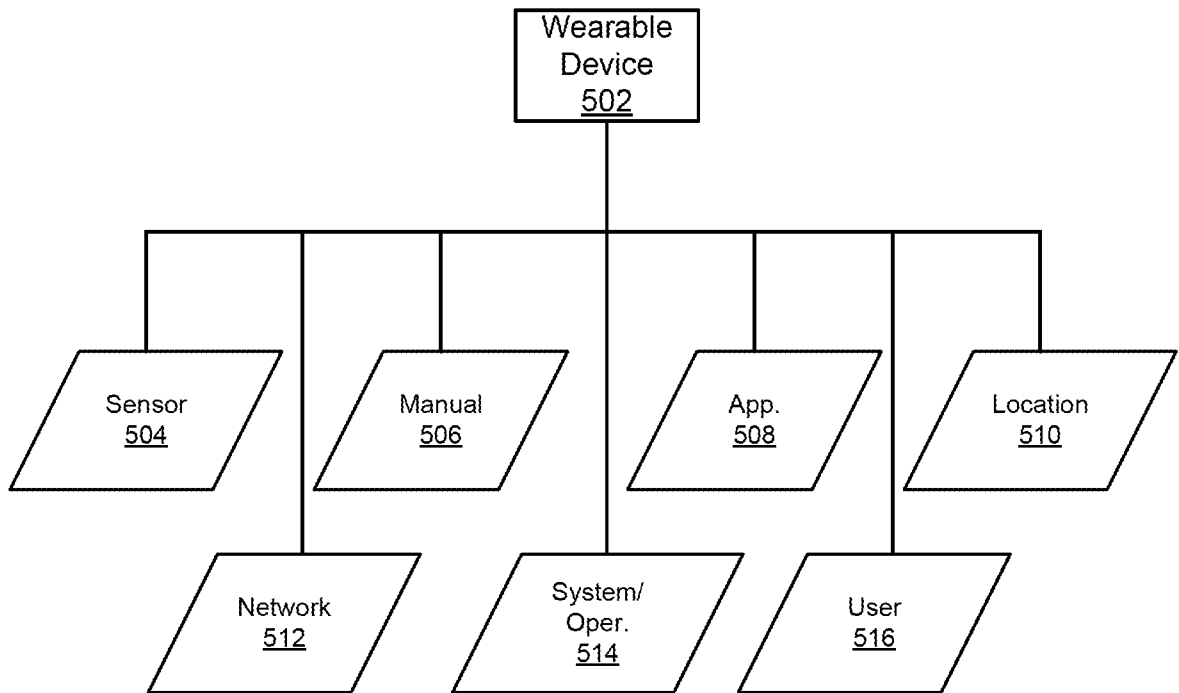 Wearable
Device
502
Sensor
504
Manual
506
App.
508
Location
510
Network
512
System/
Oper.
514
User
516